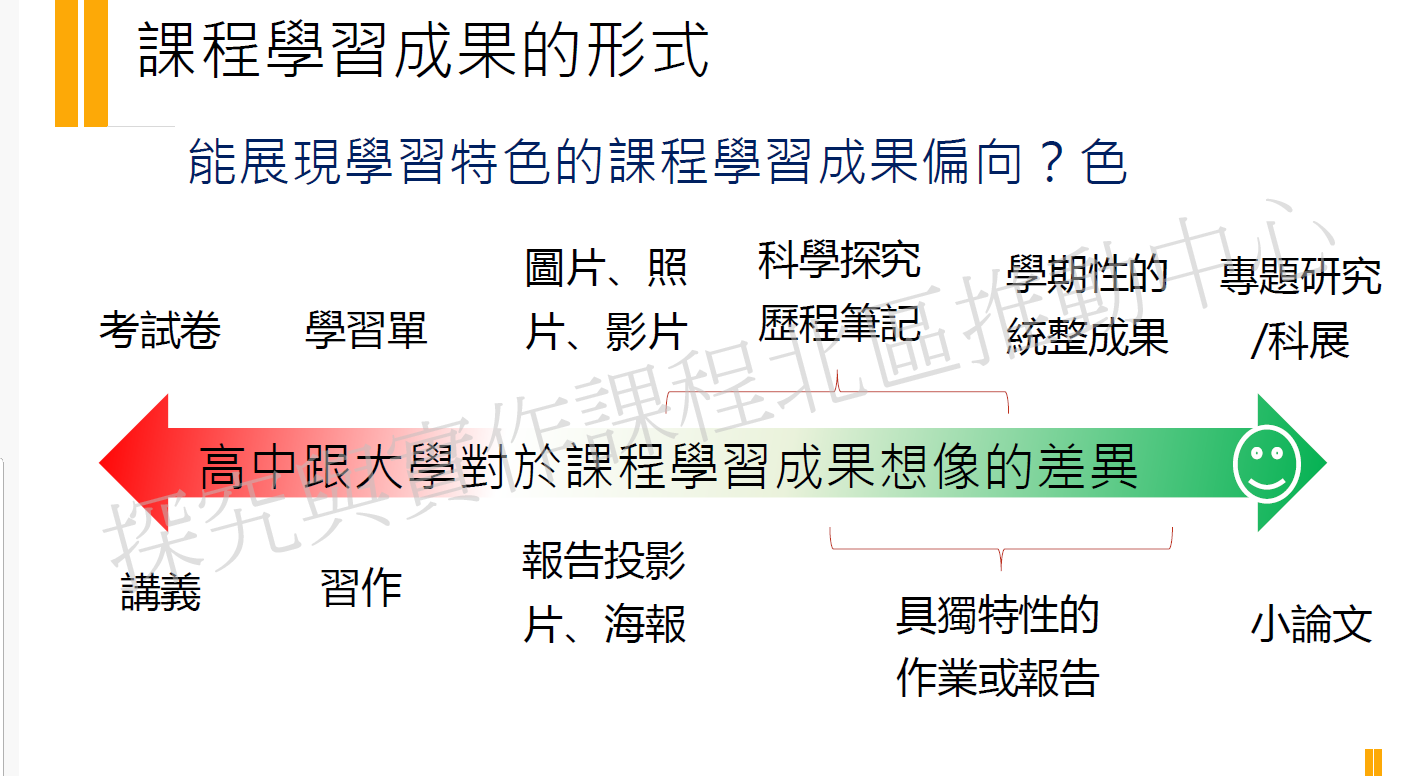 課程學習成果的形式
能展現學習特色的課程學習成果偏向？色
考試卷
學習單
圖片、照
片、影片
科學探究
歷程筆記
學期性的
統整成果
專題研究
/科展
高中跟大學對於課程學習成果想像的差異
講義
習作
報告投影
片、海報
具獨特性的
作業或報告
小論文
探究與實作課程北區推動中心